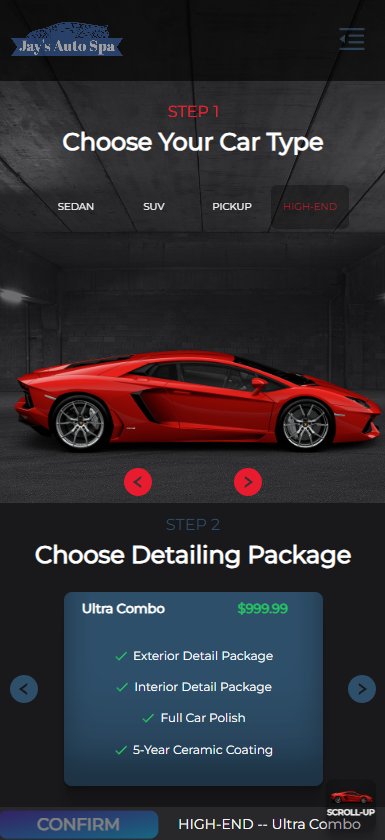 Jay's Auto Spa
STEP 1
Choose Your Car Type
SEDAN SUV PICKUP HIGH-END
STEP 2
Choose Detailing Package
Ultra Combo $999.99
Exterior Detail Package
Interior Detail Package
Full Car Polish
5-Year Ceramic Coating
SCROLL-UP
CONFIRM HIGH-END -- Ultra Combo